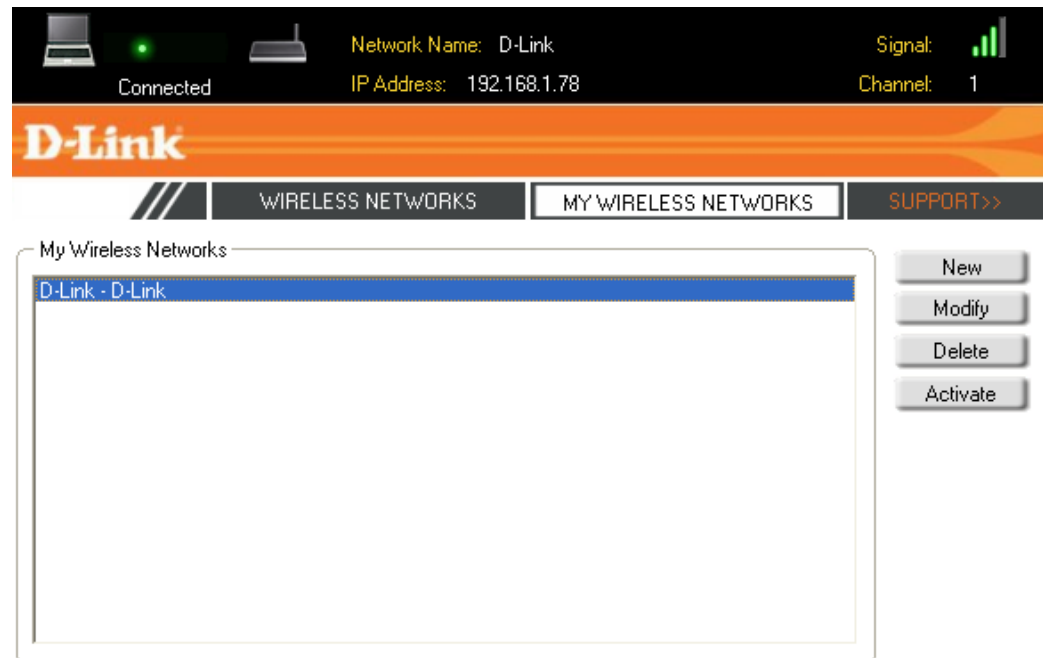 Network Name: D-Link Signal:
Connected IP Address: 192.168.1.78 Channel: 1
D-Link
WIRELESS NETWORKS MY WIRELESS NETWORKS SUPPORT>>
My Wireless Networks
D-Link - D-Link
New
Modify
Delete
Activate